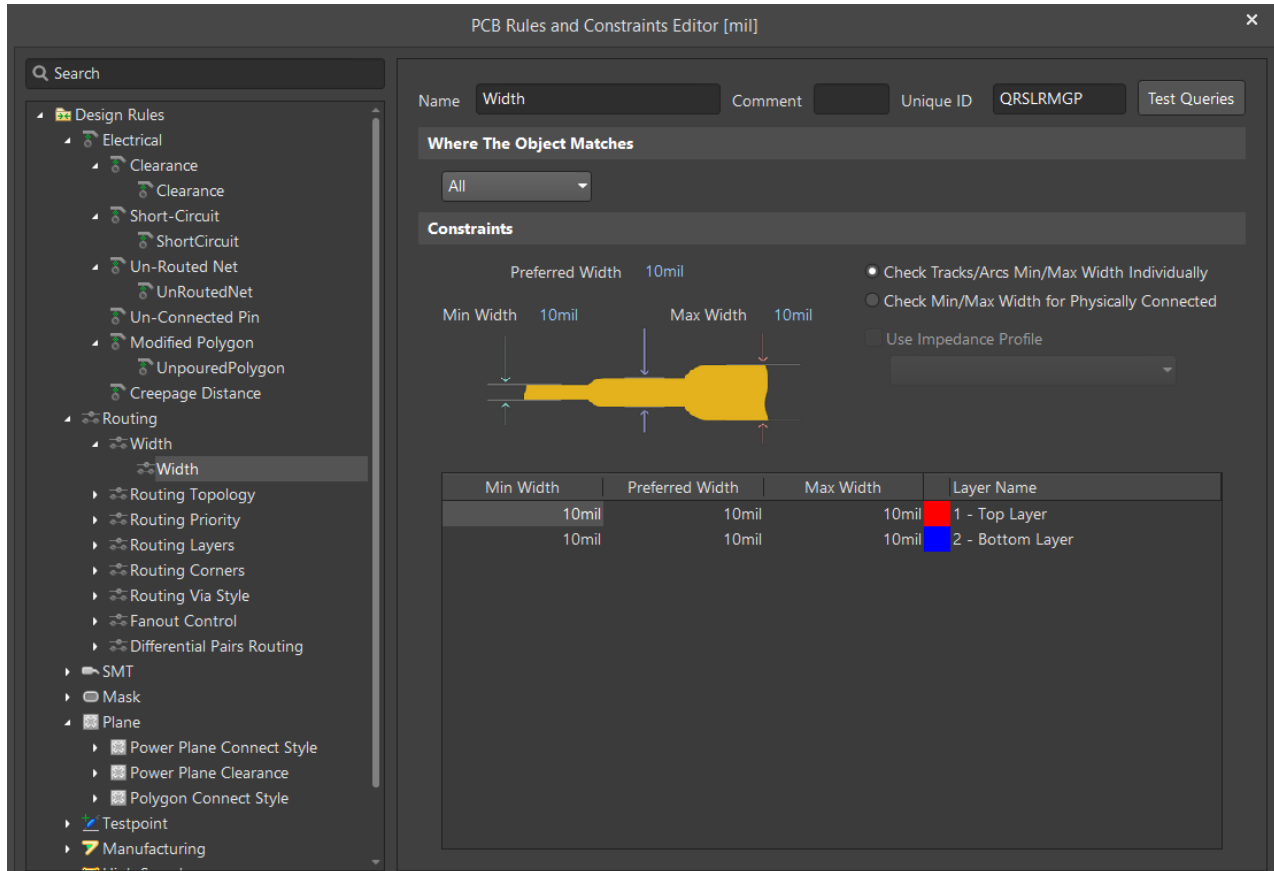 PCB Rules and Constraints Editor [mil]
Search
Design Rules
Electrical
Clearance
Clearance
Short-Circuit
ShortCircuit
Un-Routed Net
UnRoutedNet
Un-Connected Pin
Modified Polygon
UnpouredPolygon
Creepage Distance
Routing
Width
Width
Routing Topology
Routing Priority
Routing Layers
Routing Corners
Routing Via Style
Fanout Control
Differential Pairs Routing
SMT
Mask
Plane
Power Plane Connect Style
Power Plane Clearance
Polygon Connect Style
Testpoint
Manufacturing
Name Width Comment Unique ID QRSLRMGP Test Queries
Where The Object Matches
All
Constraints
Preferred Width 10mil
Min Width 10mil Max Width 10mil
Check Tracks/Arcs Min/Max Width Individually
Check Min/Max Width for Physically Connected
Use Impedance Profile
Min Width Preferred Width Max Width Layer Name
10mil 10mil 10mil 1 - Top Layer
10mil 10mil 10mil 2 - Bottom Layer